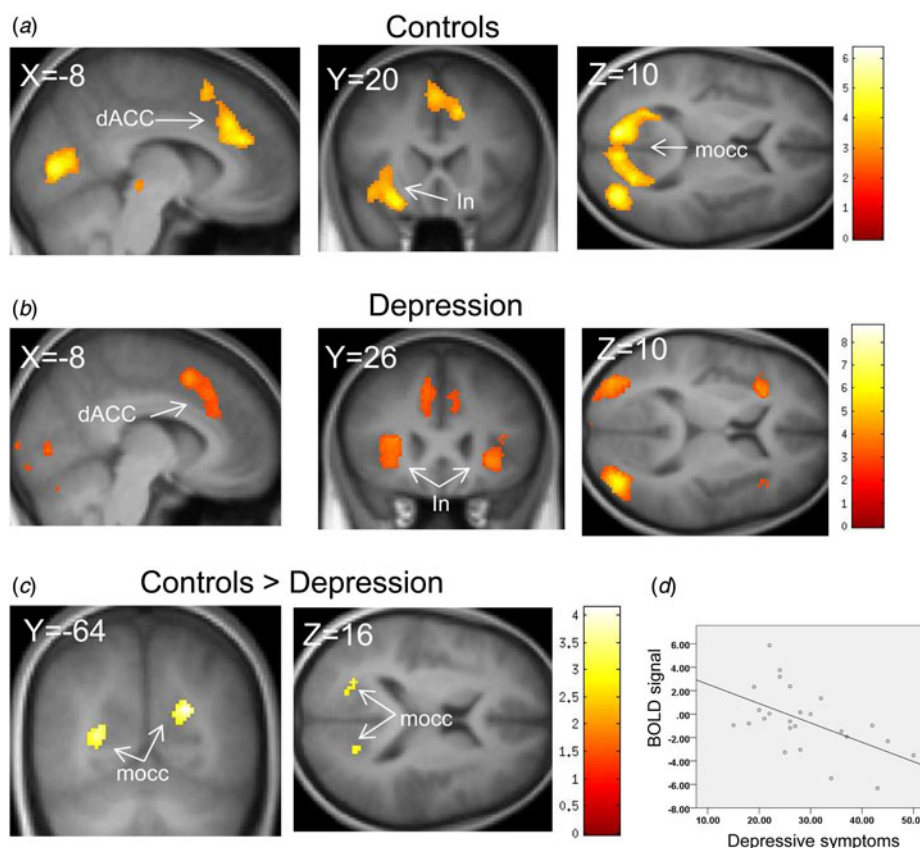 (a) Controls
X=-8
dACC
Y=20
In
Z=10
mocc
6
5
4
3
2
1
0
(b) Depression
X=-8
dACC
Y=26
In
Z=10
8
7
6
5
4
3
2
1
0
(c) Controls > Depression
Y=-64
mocc
Z=16
mocc
4
3.5
3
2.5
2
1.5
1
0.5
0
(d)
BOLD signal
6.00
4.00
2.00
.00
-2.00
-4.00
-6.00
-8.00
10.00 20.00 30.00 40.00 50.0
Depressive symptoms